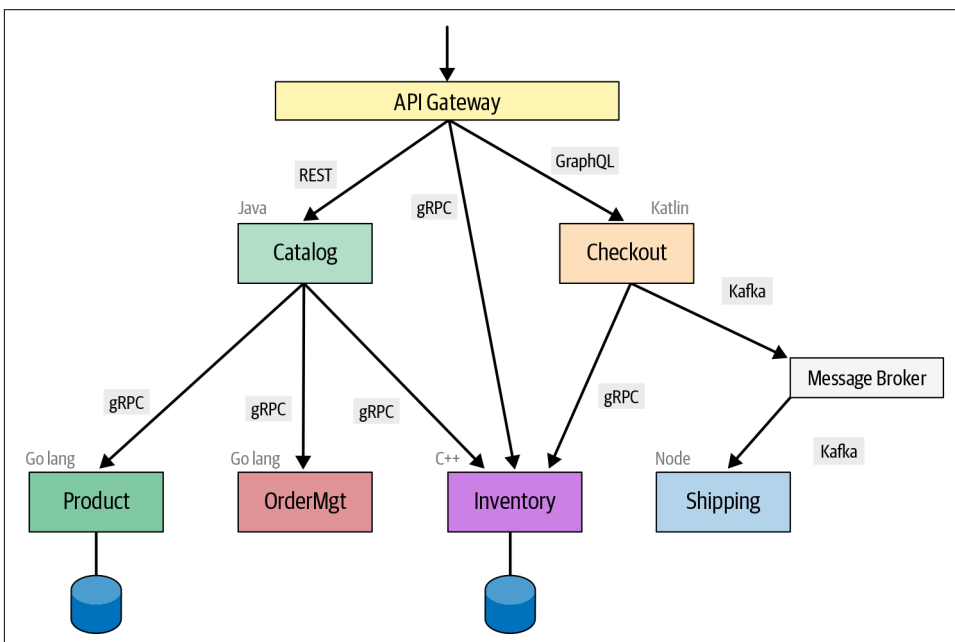 API Gateway
REST
GraphQL
gRPC
Java
Katlin
Catalog
Checkout
Kafka
Message Broker
gRPC
gRPC
gRPC
gRPC
Kafka
Go lang
Go lang
C++
Node
Product
OrderMgt
Inventory
Shipping